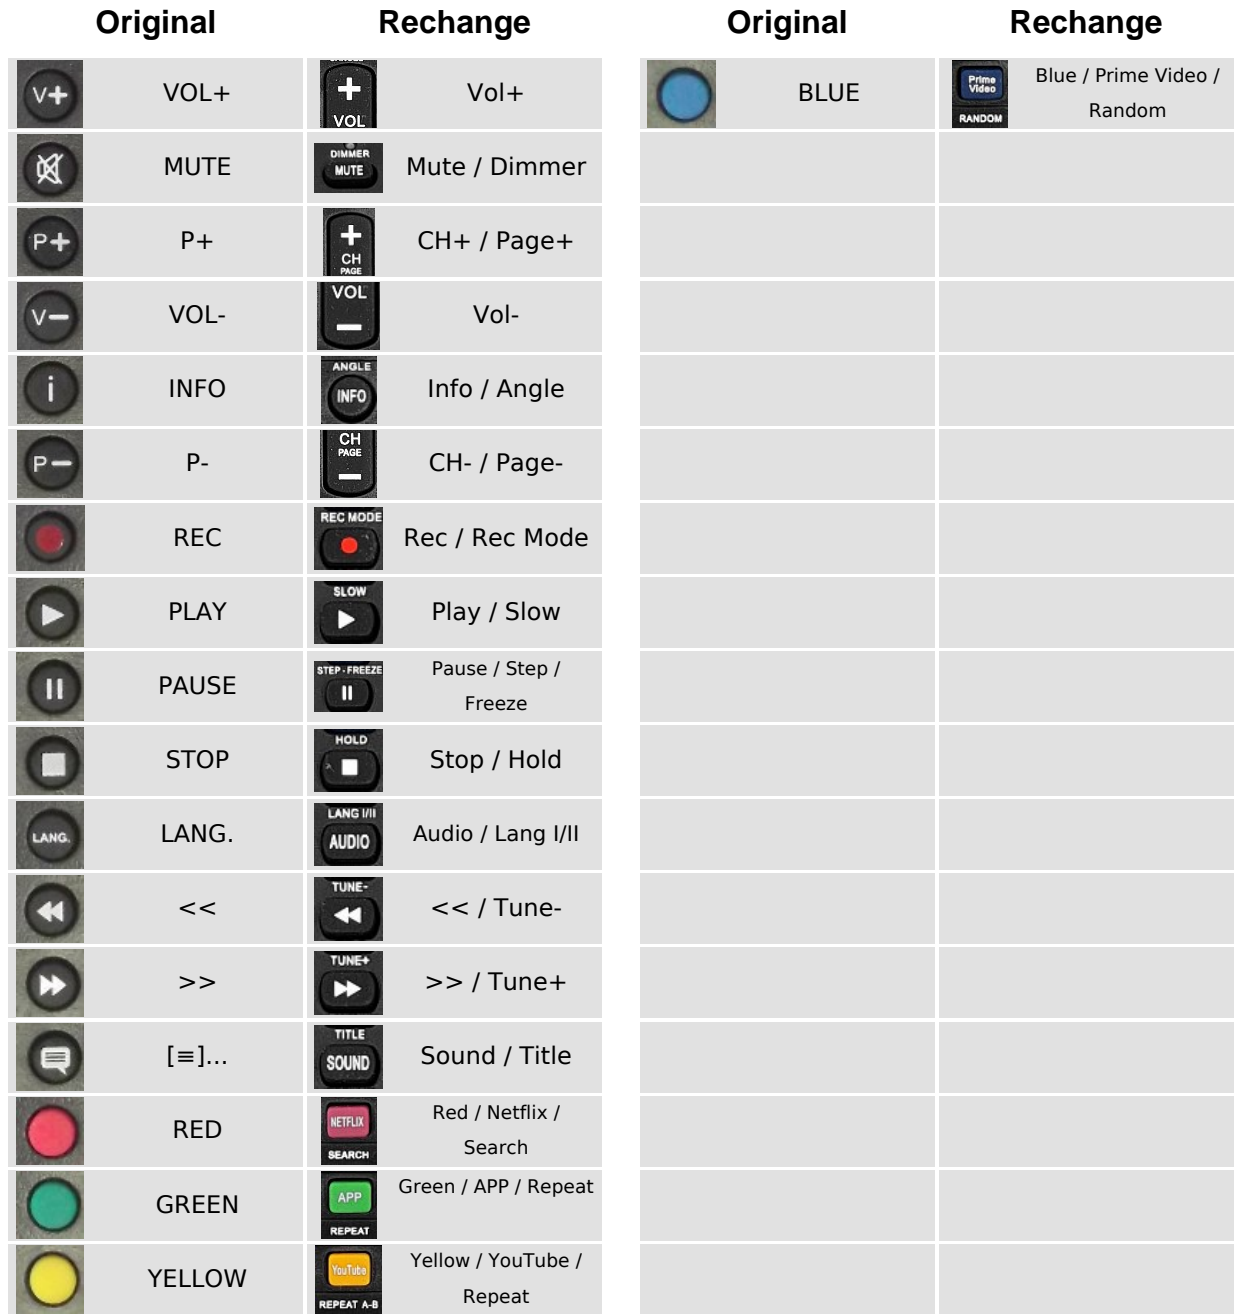 Original Rechange Original Rechange
V+ VOL+ + VOL Vol+ BLUE Prime Video RANDOM Blue / Prime Video / Random
MUTE DIMMER MUTE Mute / Dimmer
P+ P+ + CH PAGE CH+ / Page+
V− VOL- VOL − Vol-
i INFO ANGLE INFO Info / Angle
P− P- CH PAGE − CH- / Page-
REC REC MODE Rec / Rec Mode
PLAY SLOW Play / Slow
PAUSE STEP-FREEZE Pause / Step / Freeze
STOP HOLD Stop / Hold
LANG. LANG. LANG I/II AUDIO Audio / Lang I/II
<< TUNE- << / Tune-
>> TUNE+ >> / Tune+
[≡]... TITLE SOUND Sound / Title
RED NETFLIX SEARCH Red / Netflix / Search
GREEN APP REPEAT Green / APP / Repeat
YELLOW YouTube REPEAT A-B Yellow / YouTube / Repeat